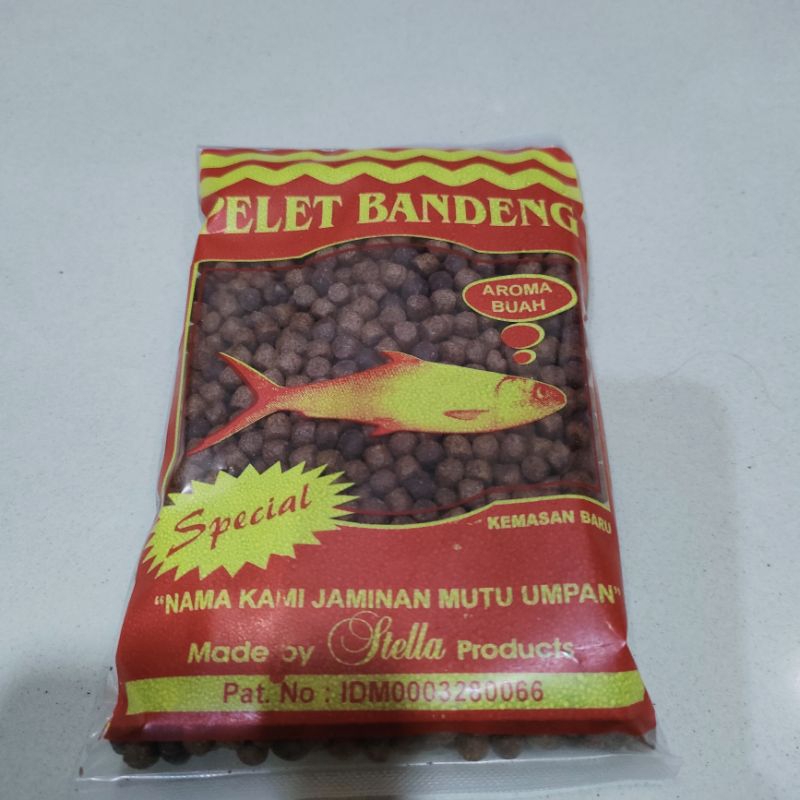 PELET BANDENG
AROMA
BUAH
Special
KEMASAN BARU
"NAMA KAMI JAMINAN MUTU UMPAN"
Made by Stella Products
Pat. No : IDM0003280066